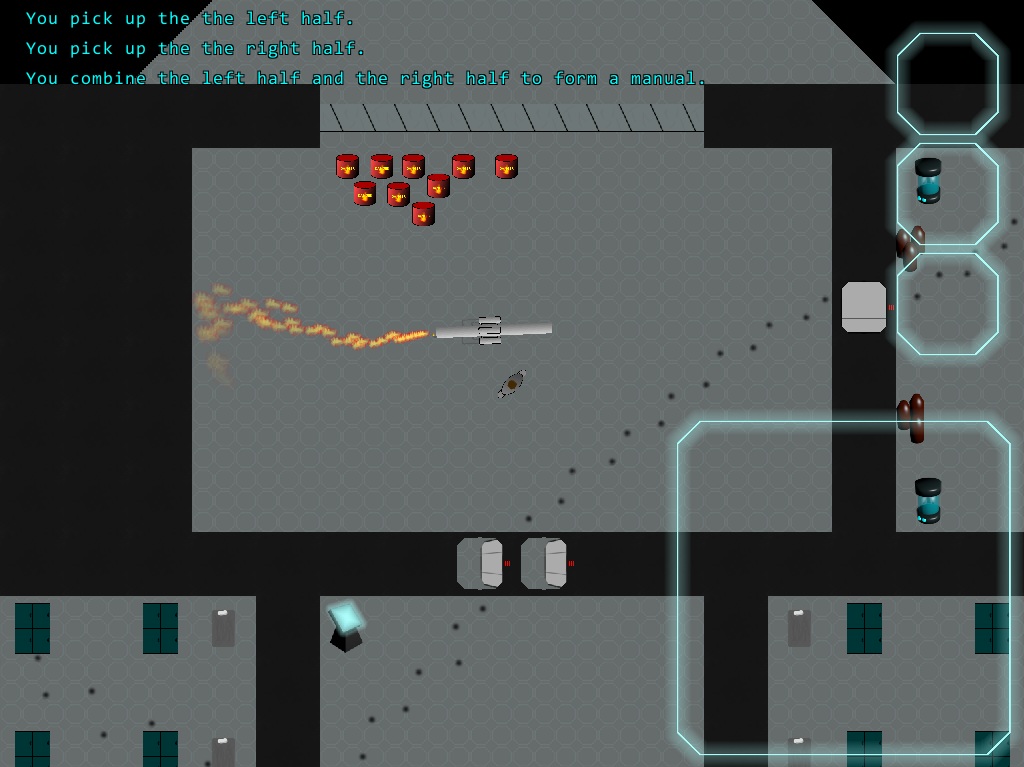 You pick up the the left half.
You pick up the the right half.
You combine the left half and the right half to form a manual.